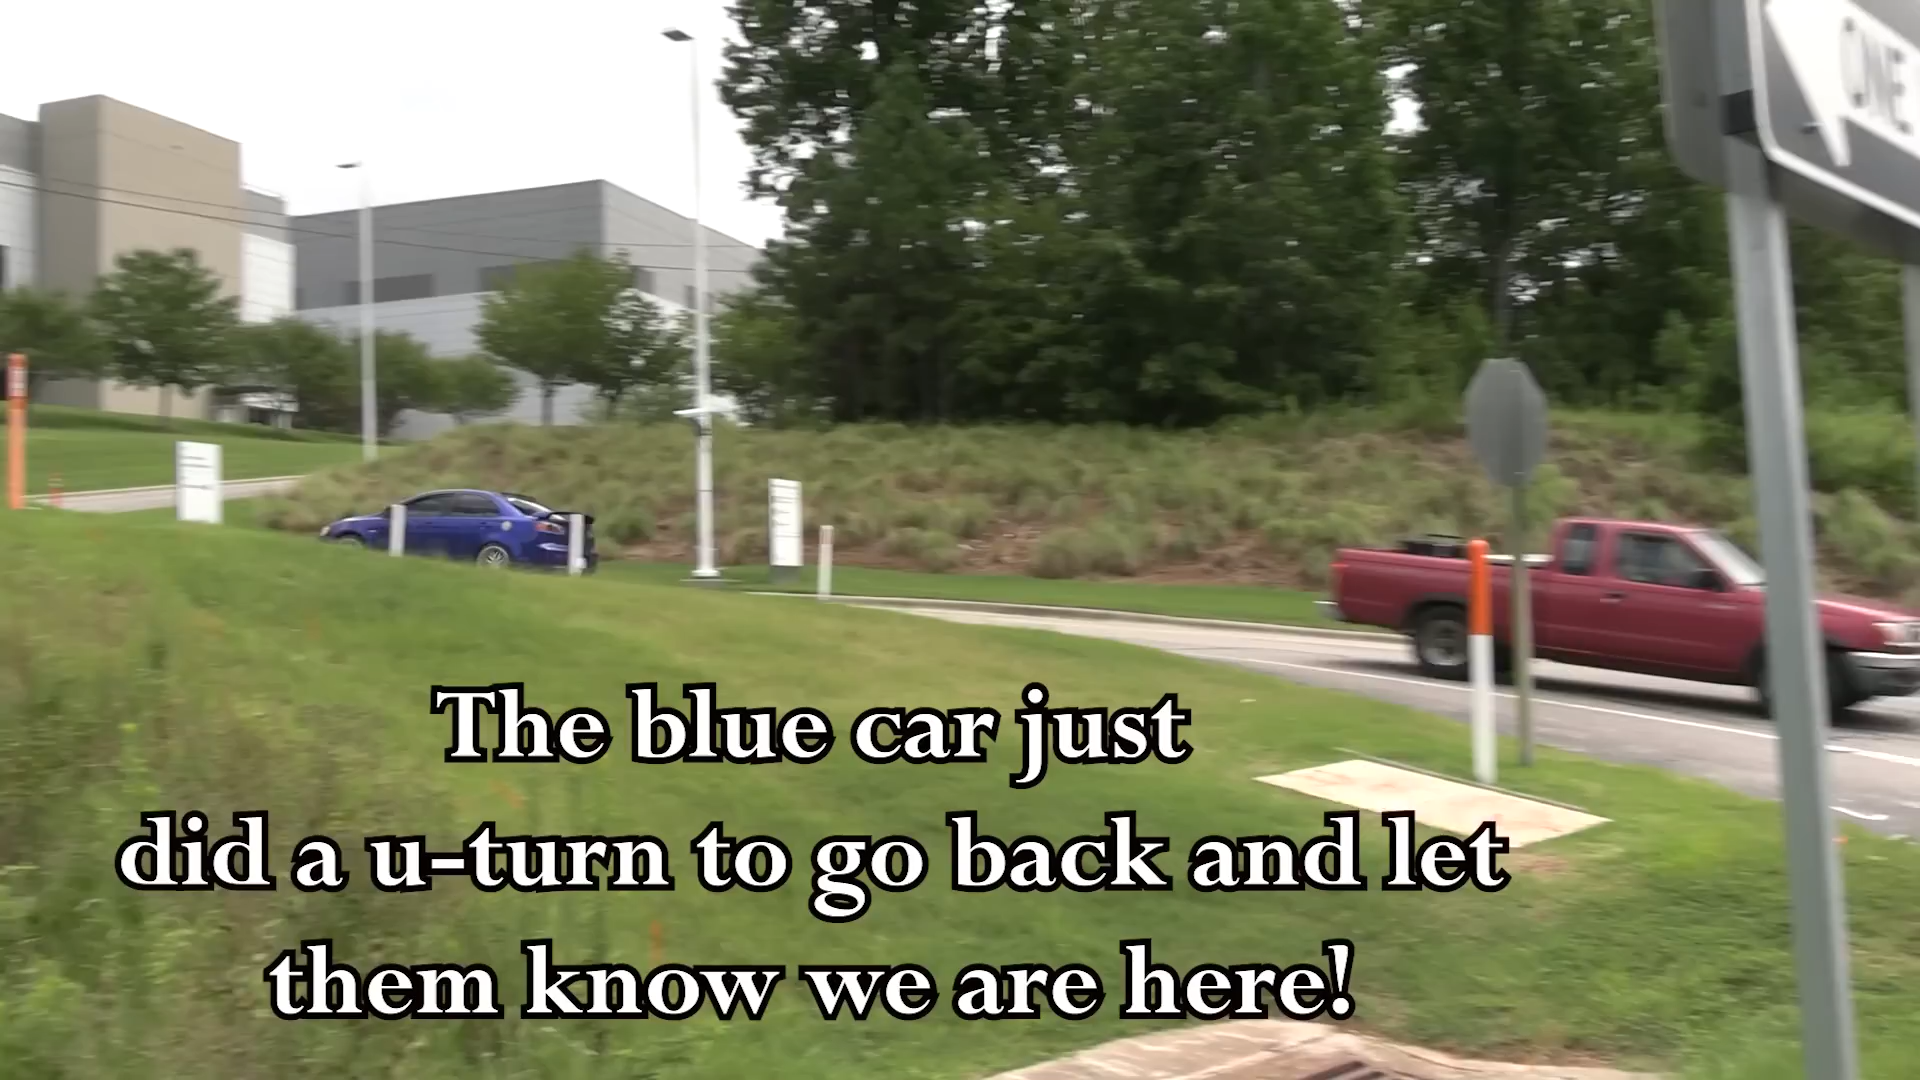 ONE
The blue car just
did a u-turn to go back and let
them know we are here!